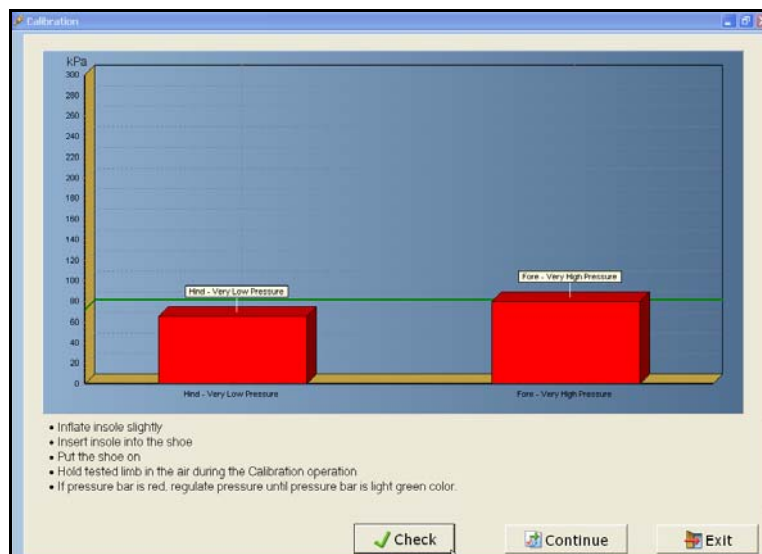 Calibration
kPa
300
280
260
240
220
200
180
160
140
120
100
80
60
40
20
0
Hind - Very Low Pressure
Fore - Very High Pressure
Hind - Very Low Pressure
Fore - Very High Pressure
• Inflate insole slightly
• Insert insole into the shoe
• Put the shoe on
• Hold tested limb in the air during the Calibration operation
• If pressure bar is red, regulate pressure until pressure bar is light green color.
Check
Continue
Exit